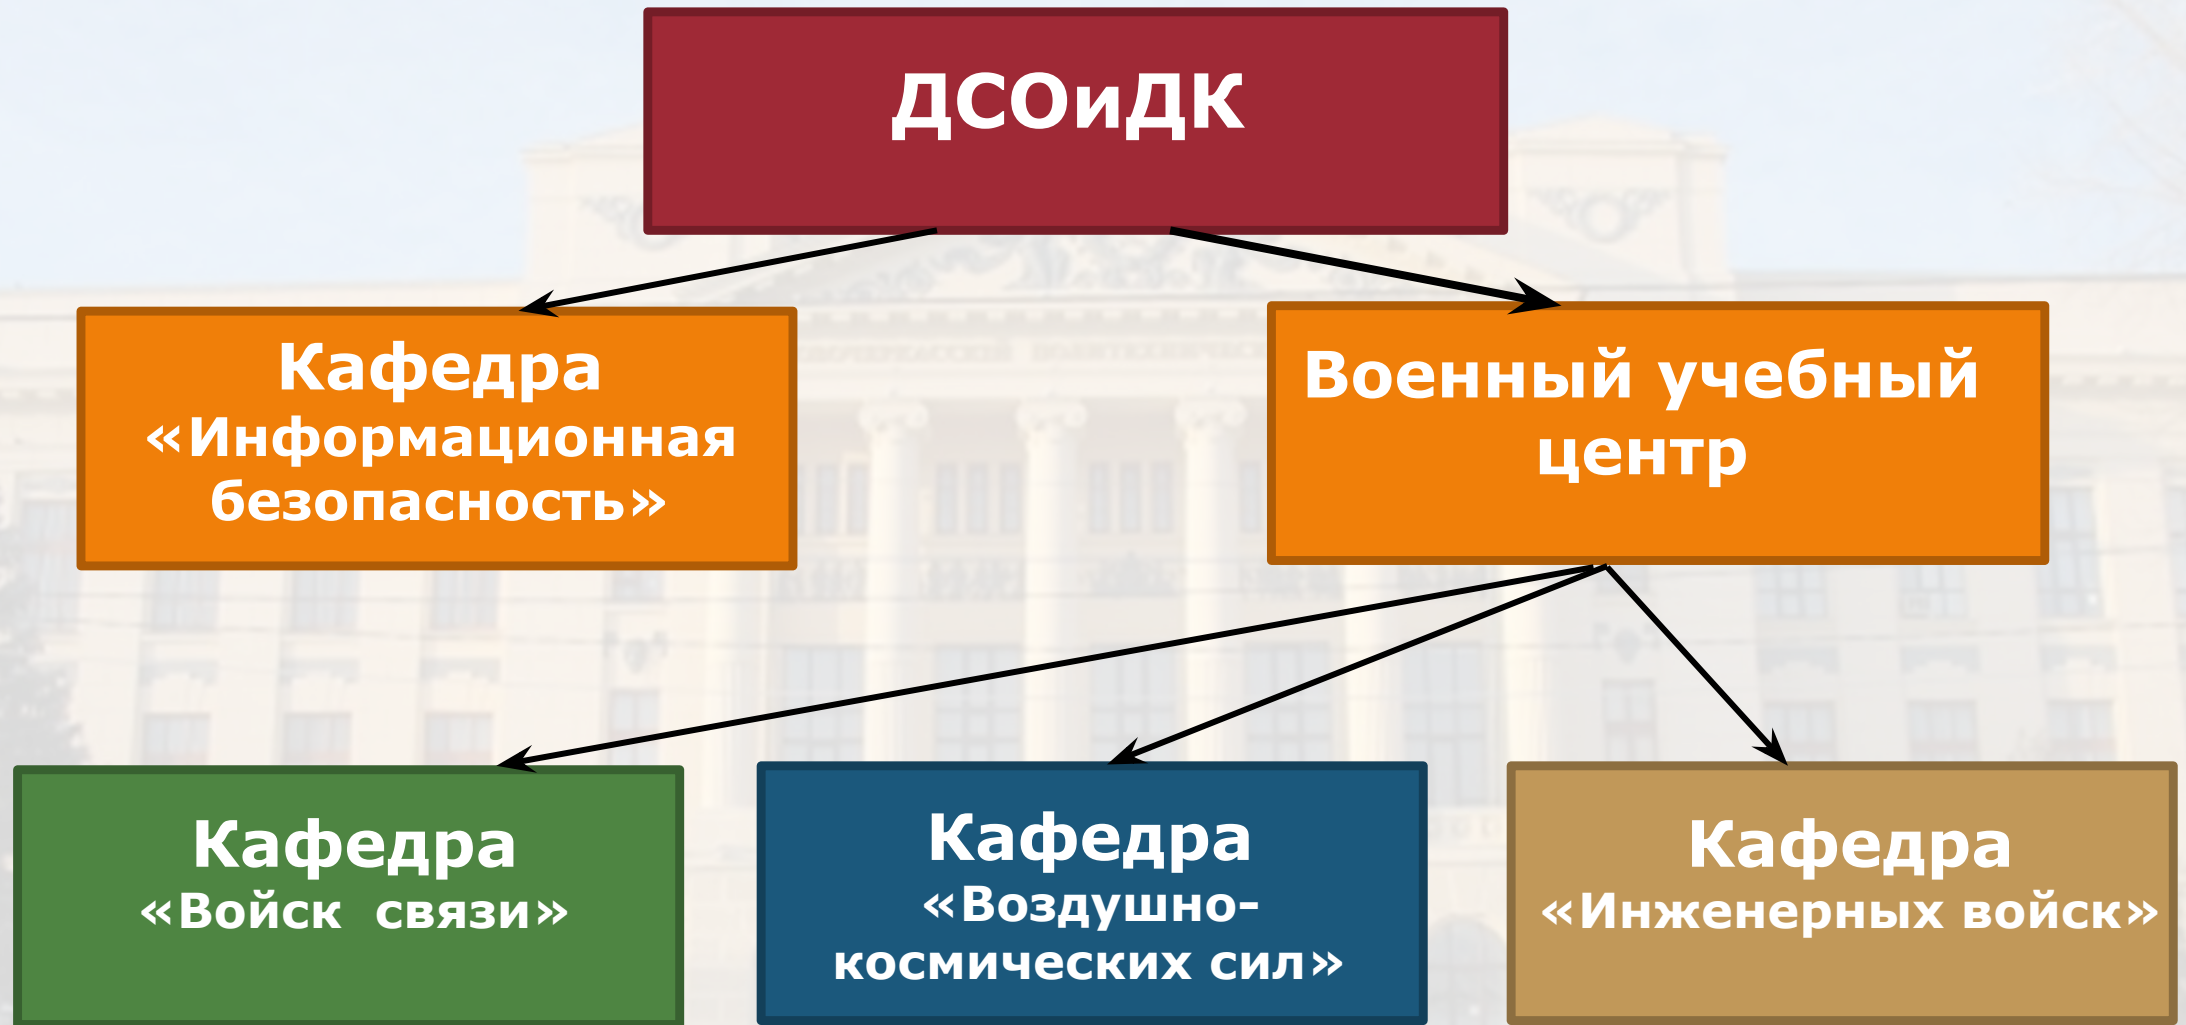 ДСОиДК
Кафедра
«Информационная
безопасность»
Военный учебный
центр
Кафедра
«Войск связи»
Кафедра
«Воздушно-
космических сил»
Кафедра
«Инженерных войск»